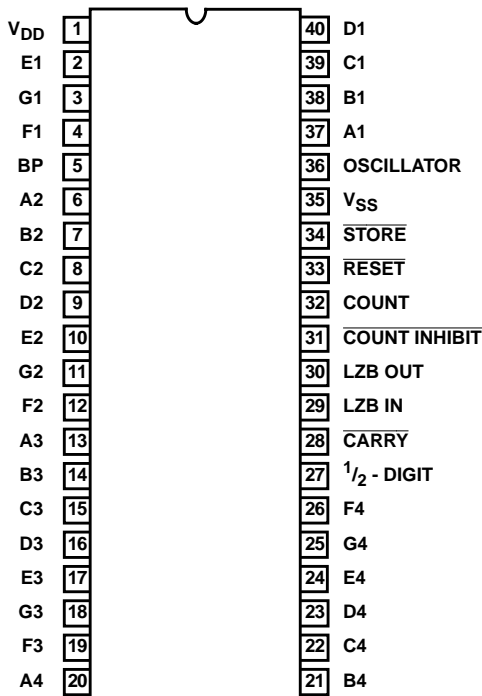 VDD 1 40 D1
E1 2 39 C1
G1 3 38 B1
F1 4 37 A1
BP 5 36 OSCILLATOR
A2 6 35 VSS
B2 7 34 STORE
C2 8 33 RESET
D2 9 32 COUNT
E2 10 31 COUNT INHIBIT
G2 11 30 LZB OUT
F2 12 29 LZB IN
A3 13 28 CARRY
B3 14 27 1/2 - DIGIT
C3 15 26 F4
D3 16 25 G4
E3 17 24 E4
G3 18 23 D4
F3 19 22 C4
A4 20 21 B4